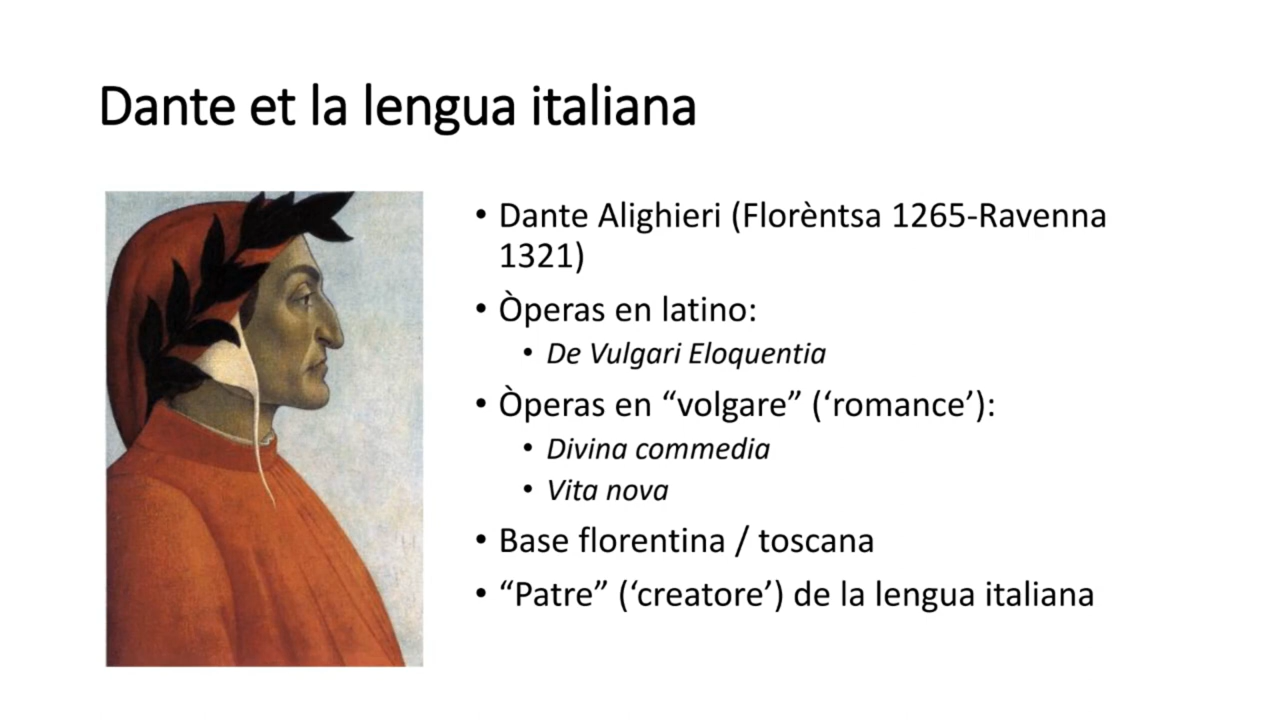 Dante et la lengua italiana
• Dante Alighieri (Florèntsa 1265-Ravenna
1321)
• Òperas en latino:
• De Vulgari Eloquentia
• Òperas en “volgare” (‘romance’):
• Divina commedia
• Vita nova
• Base florentina / toscana
• “Patre” (‘creatore’) de la lengua italiana